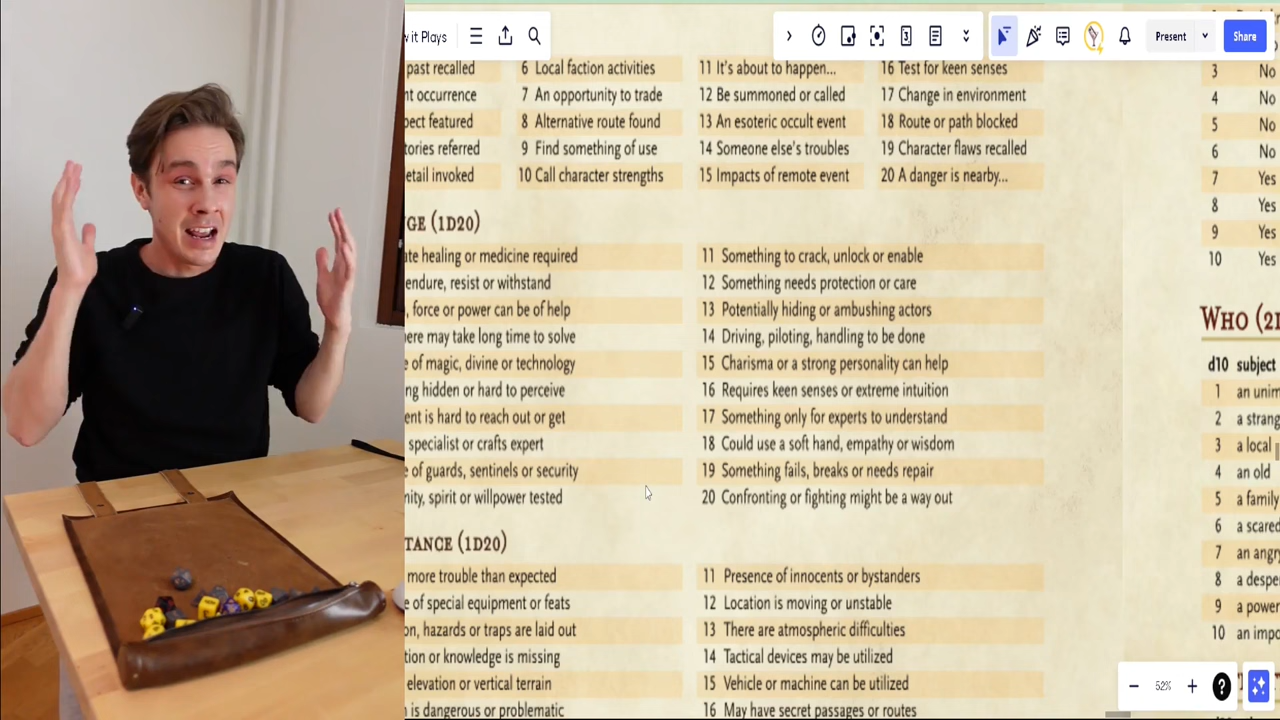 v it Plays
Present
Share
past recalled 6 Local faction activities 11 It's about to happen... 16 Test for keen senses
nt occurrence 7 An opportunity to trade 12 Be summoned or called 17 Change in environment
pect featured 8 Alternative route found 13 An esoteric occult event 18 Route or path blocked
tories referred 9 Find something of use 14 Someone else's troubles 19 Character flaws recalled
etail invoked 10 Call character strengths 15 Impacts of remote event 20 A danger is nearby...
GE (1D20)
ate healing or medicine required 11 Something to crack, unlock or enable
endure, resist or withstand 12 Something needs protection or care
, force or power can be of help 13 Potentially hiding or ambushing actors
ere may take long time to solve 14 Driving, piloting, handling to be done
e of magic, divine or technology 15 Charisma or a strong personality can help
ng hidden or hard to perceive 16 Requires keen senses or extreme intuition
ent is hard to reach out or get 17 Something only for experts to understand
specialist or crafts expert 18 Could use a soft hand, empathy or wisdom
e of guards, sentinels or security 19 Something fails, breaks or needs repair
nity, spirit or willpower tested 20 Confronting or fighting might be a way out
TANCE (1D20)
more trouble than expected 11 Presence of innocents or bystanders
e of special equipment or feats 12 Location is moving or unstable
on, hazards or traps are laid out 13 There are atmospheric difficulties
tion or knowledge is missing 14 Tactical devices may be utilized
elevation or vertical terrain 15 Vehicle or machine can be utilized
n is dangerous or problematic 16 May have secret passages or routes
3 No
4 No
5 No
6 No
7 Yes
8 Yes
9 Yes
10 Yes
WHO (2D
d10 subject
1 an unim
2 a strang
3 a local
4 an old
5 a family
6 a scared
7 an angry
8 a despe
9 a power
10 an impo
52%